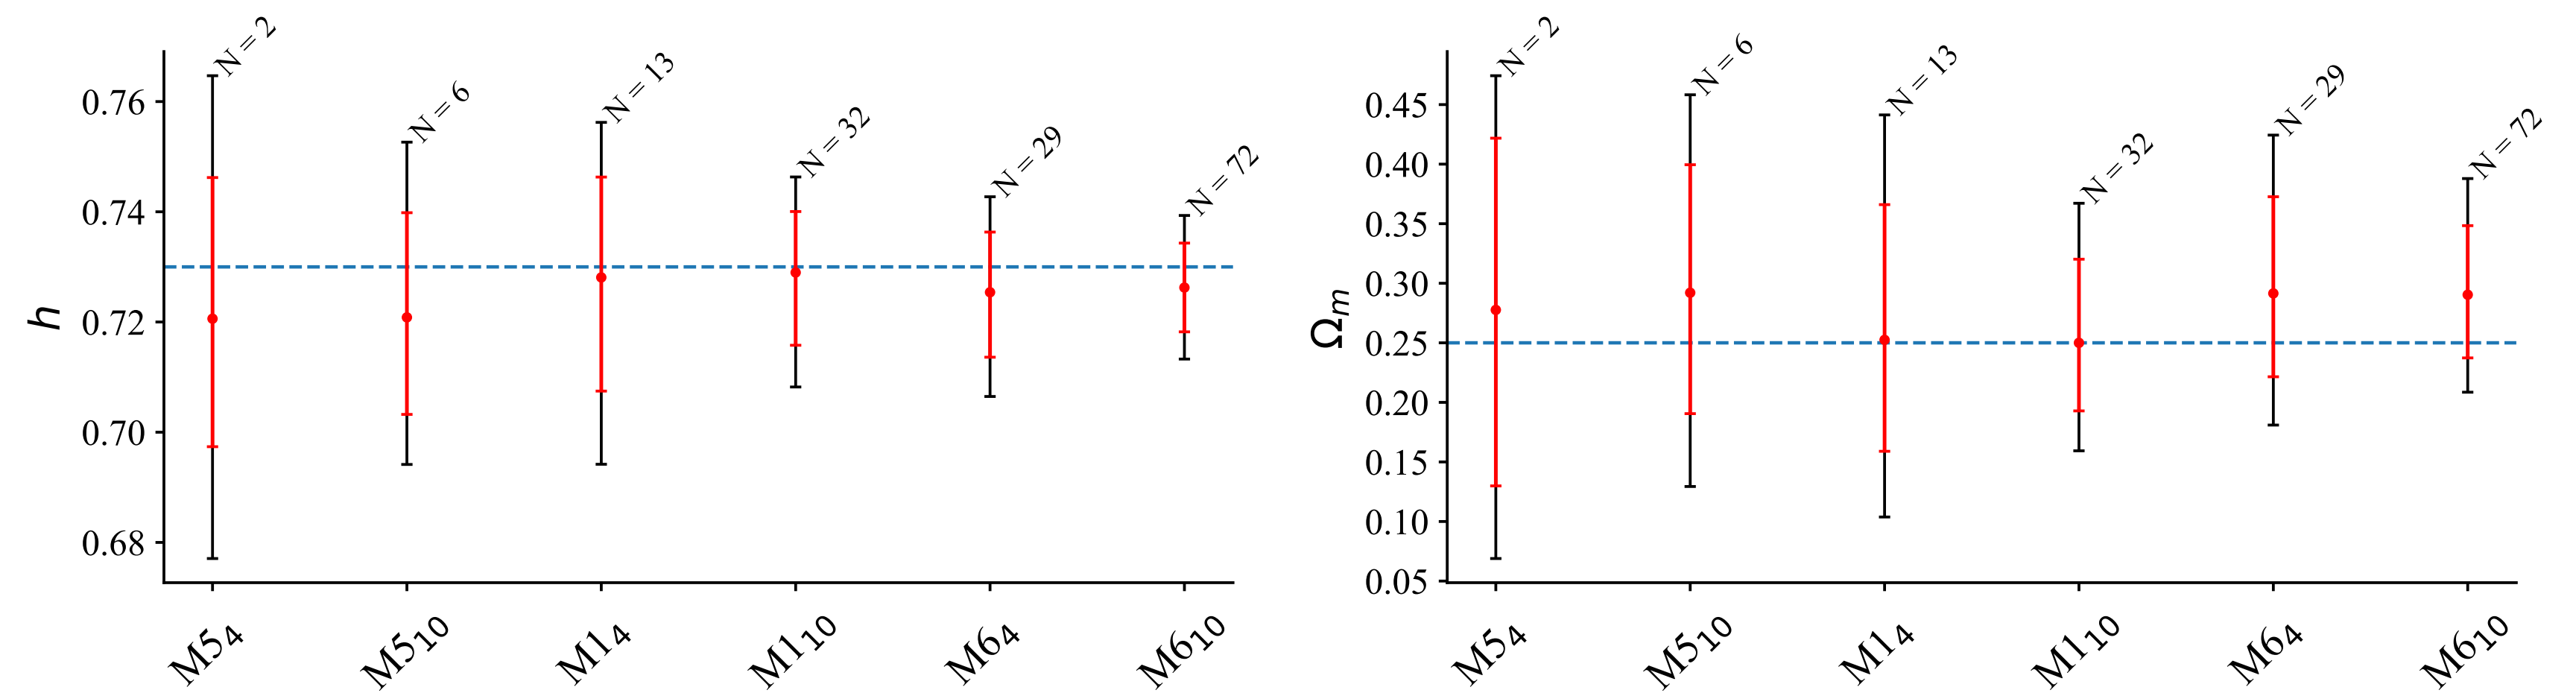 N = 2
N = 6
N = 13
N = 32
N = 29
N = 72
0.76
0.74
0.72
0.70
0.68
h
M5₄
M5₁₀
M1₄
M1₁₀
M6₄
M6₁₀
N = 2
N = 6
N = 13
N = 32
N = 29
N = 72
0.45
0.40
0.35
0.30
0.25
0.20
0.15
0.10
0.05
Ωₘ
M5₄
M5₁₀
M1₄
M1₁₀
M6₄
M6₁₀